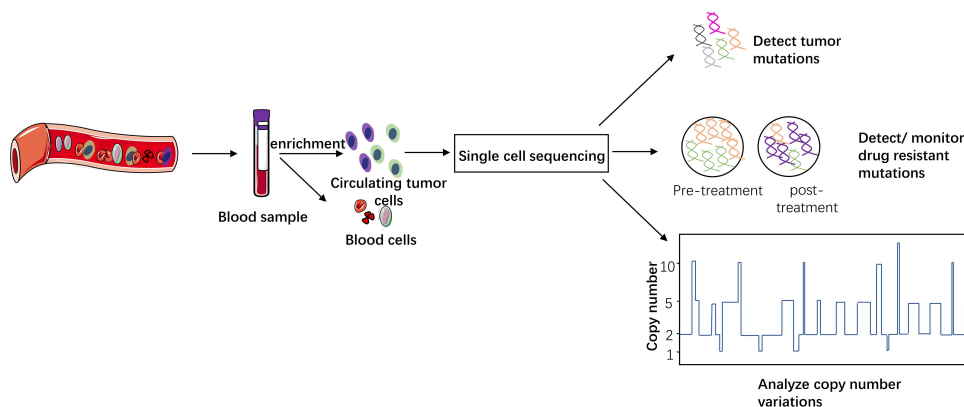 Detect tumor
mutations
enrichment
Single cell sequencing
Detect/ monitor
drug resistant
mutations
Circulating tumor
cells
Pre-treatment
post-
treatment
Blood sample
Blood cells
Copy number
10
5
2
1
Analyze copy number
variations